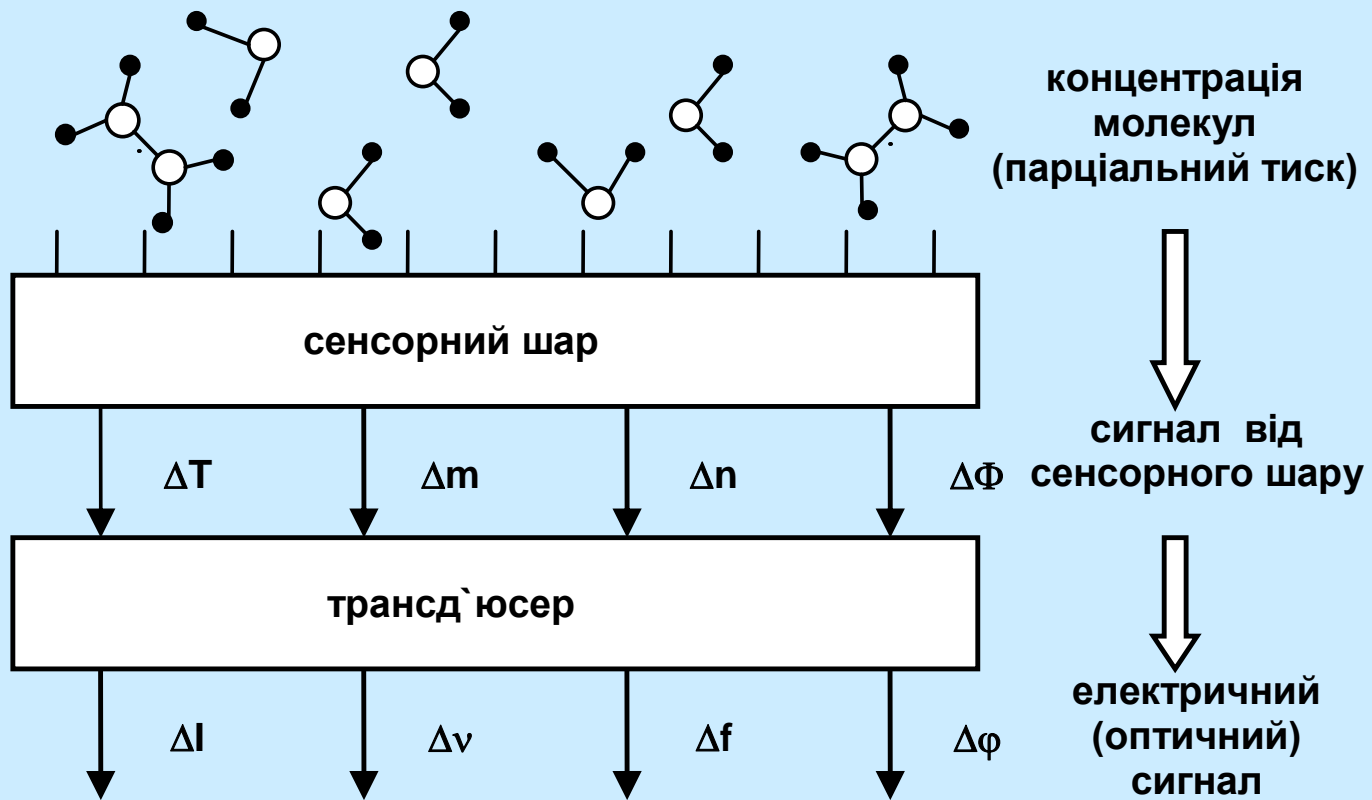 концентрація
молекул
(парціальний тиск)
сенсорний шар
сигнал від
сенсорного шару
ΔT
Δm
Δn
ΔΦ
трансд`юсер
електричний
(оптичний)
сигнал
ΔI
Δν
Δf
Δφ